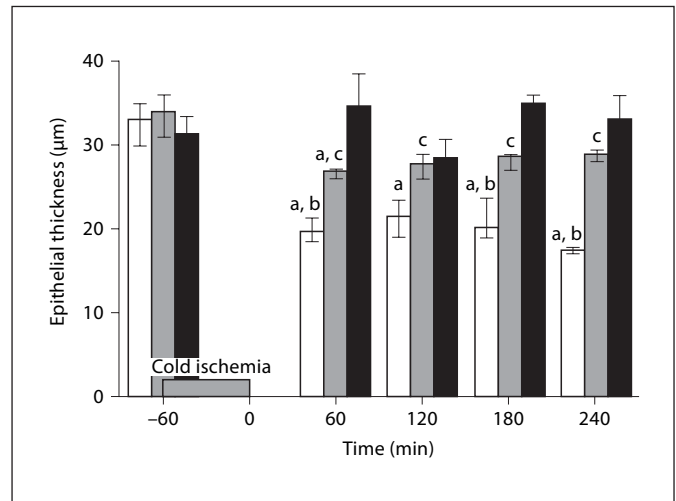 Epithelial thickness (µm)
40
30
20
10
0
a, b
a, c
a
c
a, b
c
a, b
c
Cold ischemia
–60
0
60
120
180
240
Time (min)